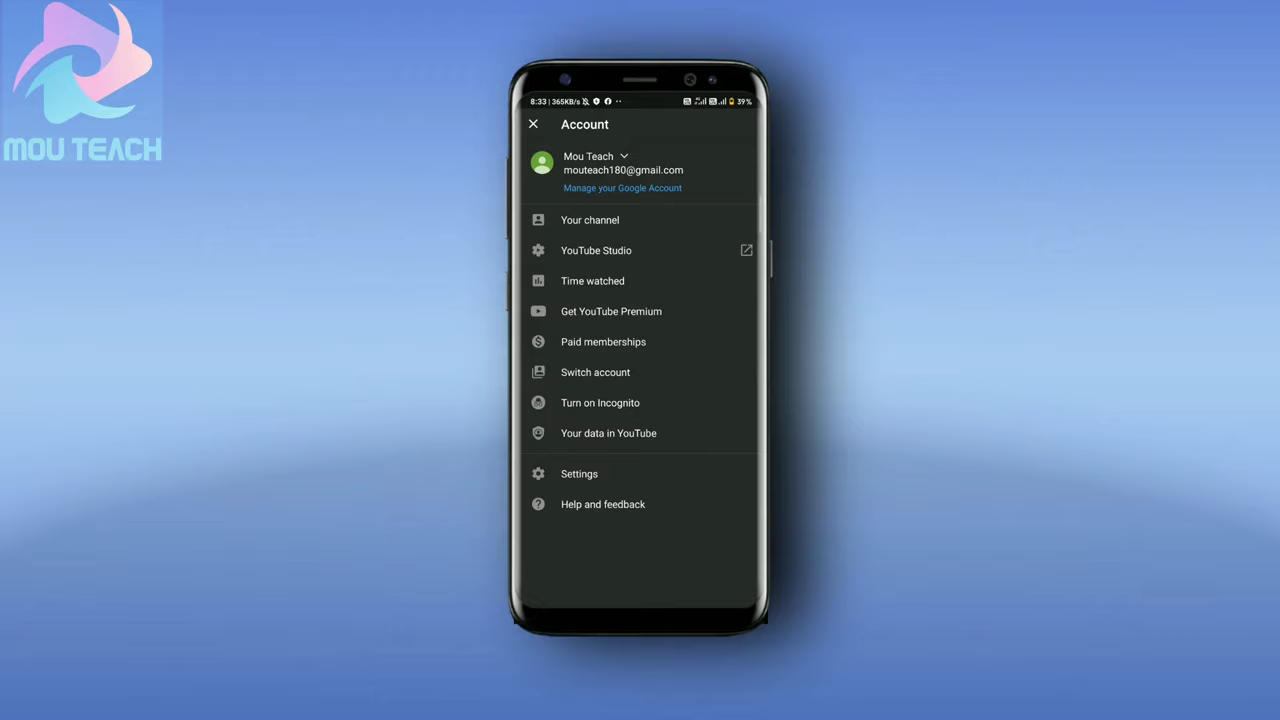 MOU TEACH
8:33 | 365KB/s 39%
Account
Mou Teach
mouteach180@gmail.com
Manage your Google Account
Your channel
YouTube Studio
Time watched
Get YouTube Premium
Paid memberships
Switch account
Turn on Incognito
Your data in YouTube
Settings
Help and feedback